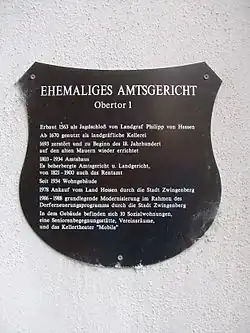 EHEMALIGES AMTSGERICHT
Obertor 1
Erbaut 1563 als Jagdschloß von Landgraf Philipp von Hessen
Ab 1670 genutzt als landgräfliche Kellerei
1693 zerstört und zu Beginn des 18. Jahrhundert
auf den alten Mauern wieder errichtet
1803 - 1934 Amtshaus
Es beherbergte Amtsgericht u. Landgericht,
von 1821 - 1900 auch das Rentamt
Seit 1934 Wohngebäude
1978 Ankauf vom Land Hessen durch die Stadt Zwingenberg
1986 - 1988 grundlegende Modernisierung im Rahmen des
Dorferneuerungsprogramms durch die Stadt Zwingenberg
In dem Gebäude befinden sich 10 Sozialwohnungen,
eine Seniorenbegegnungsstätte, Vereinsräume,
und das Kellertheater "Mobile"